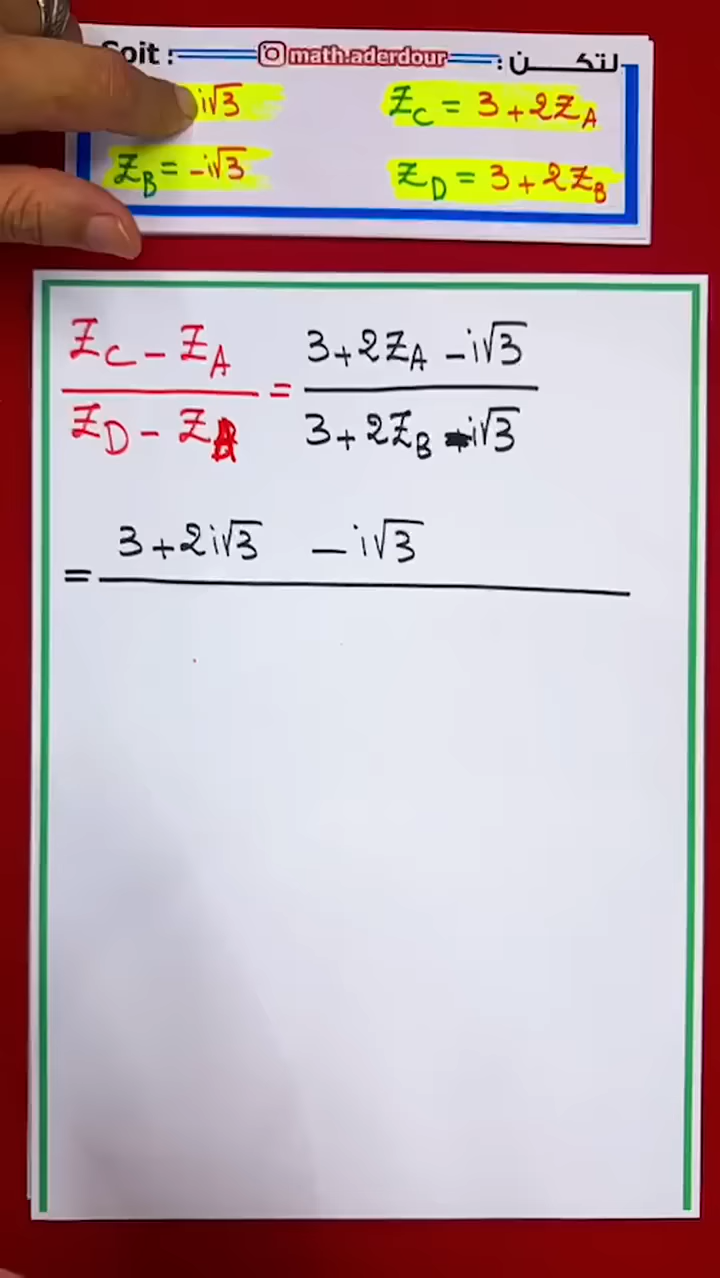 Soit : math.aderdour لتكن :
i√3 Z_C = 3 + 2Z_A
Z_B = -i√3 Z_D = 3 + 2Z_B
(Z_C - Z_A)/(Z_D - Z_A) = (3 + 2Z_A - i√3)/(3 + 2Z_B - i√3)
= 3 + 2i√3 - i√3